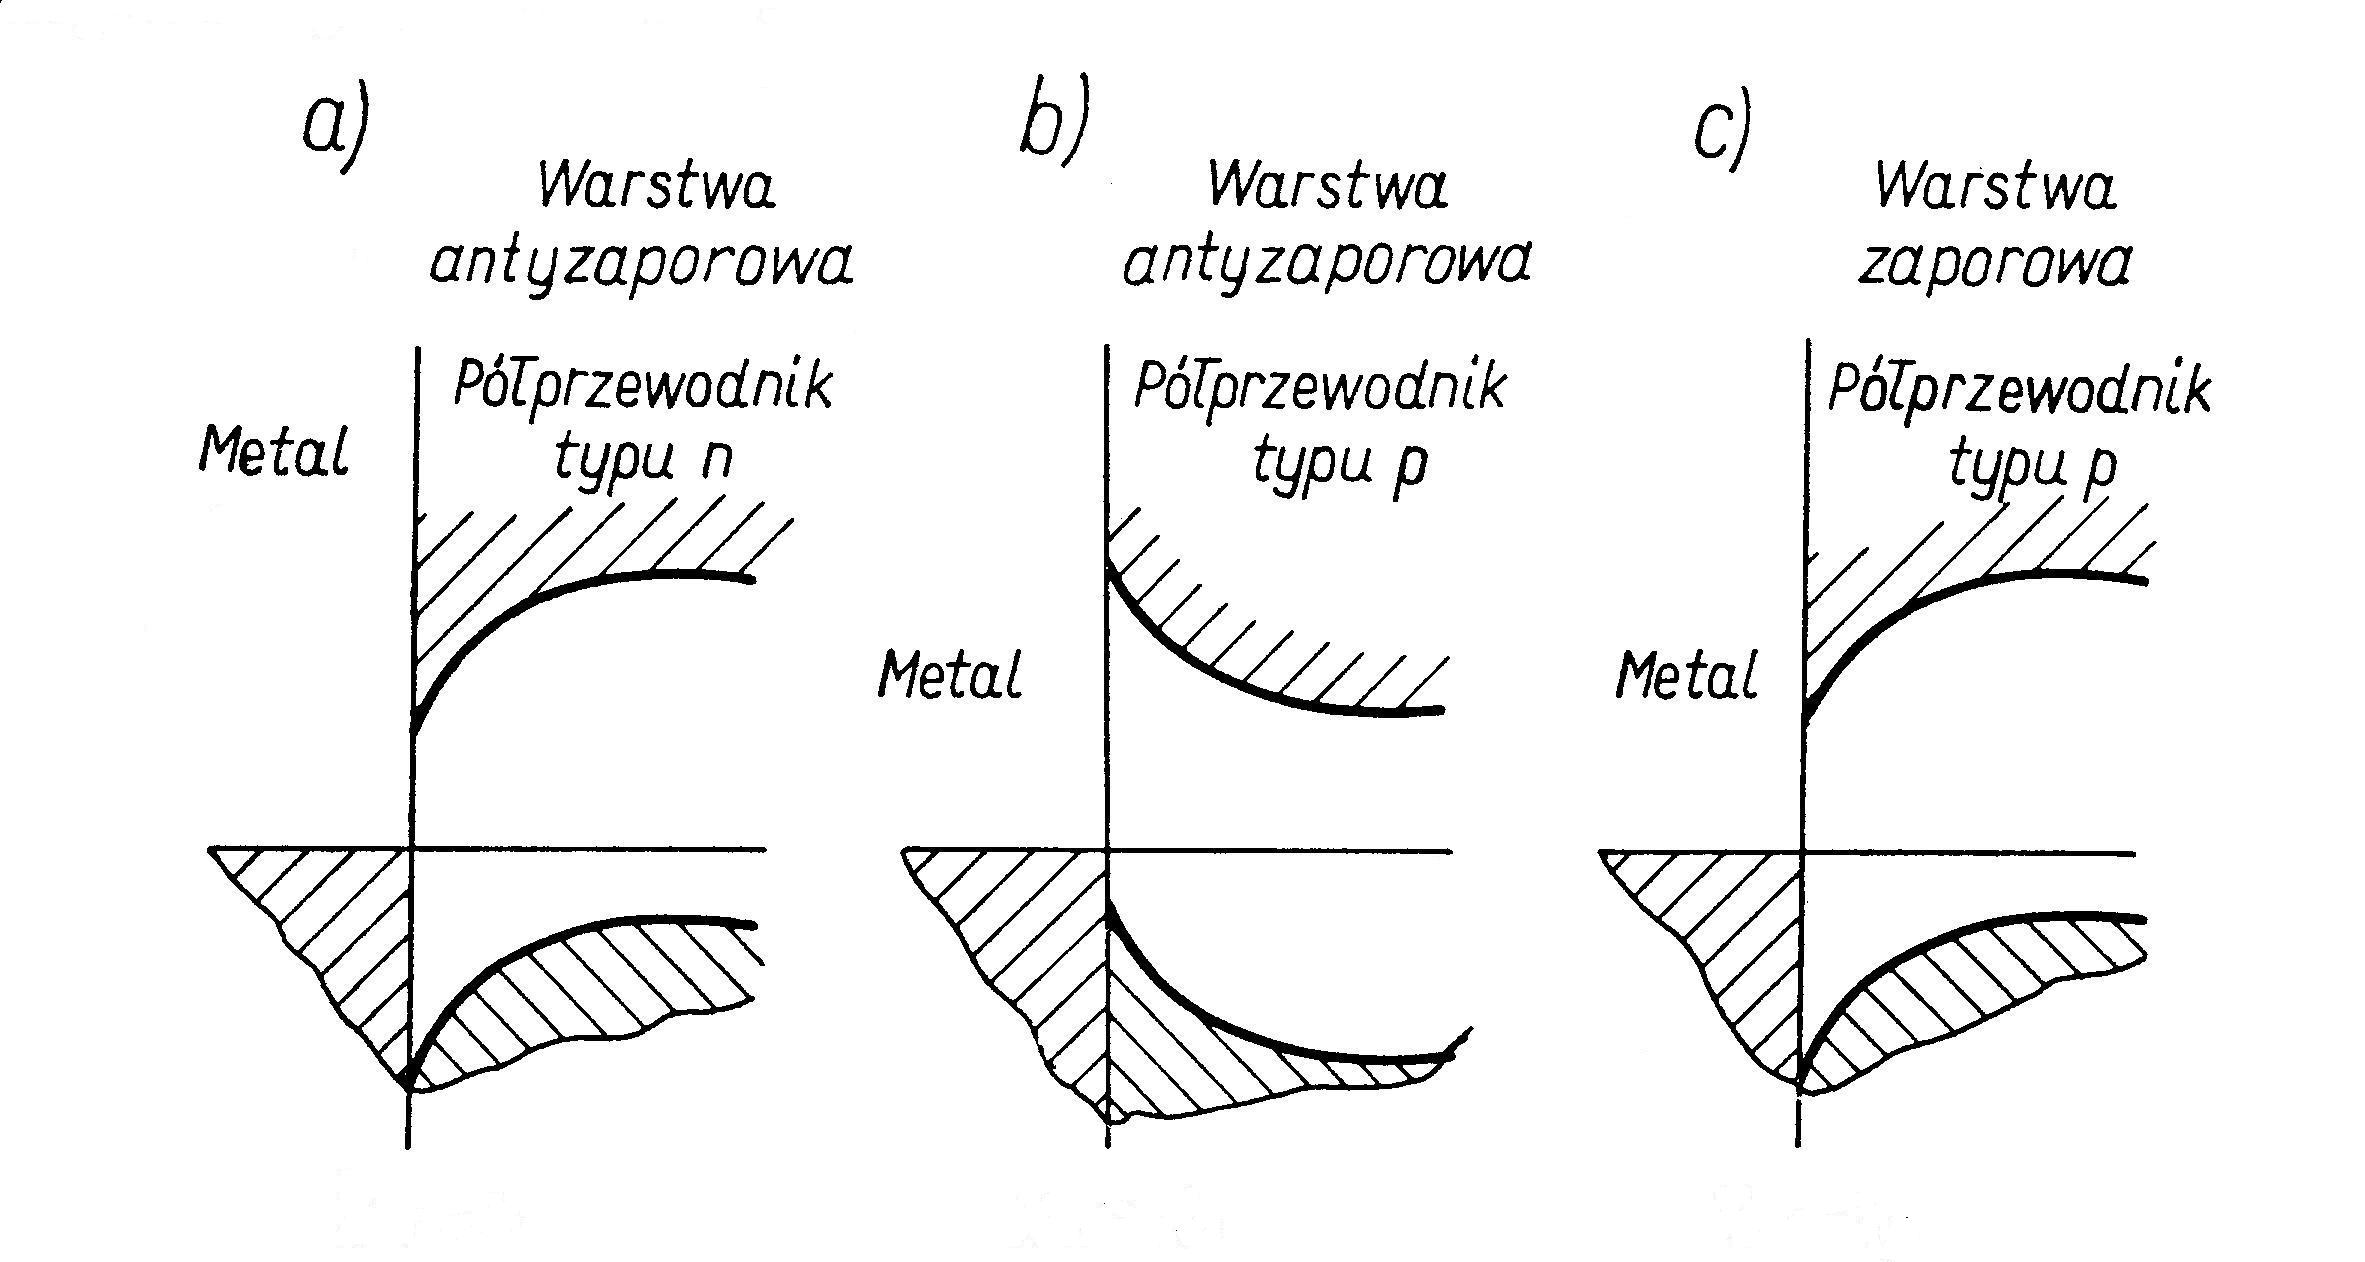 a)
Warstwa
antyzaporowa
Metal
Półprzewodnik
typu n
b)
Warstwa
antyzaporowa
Metal
Półprzewodnik
typu p
c)
Warstwa
zaporowa
Metal
Półprzewodnik
typu p